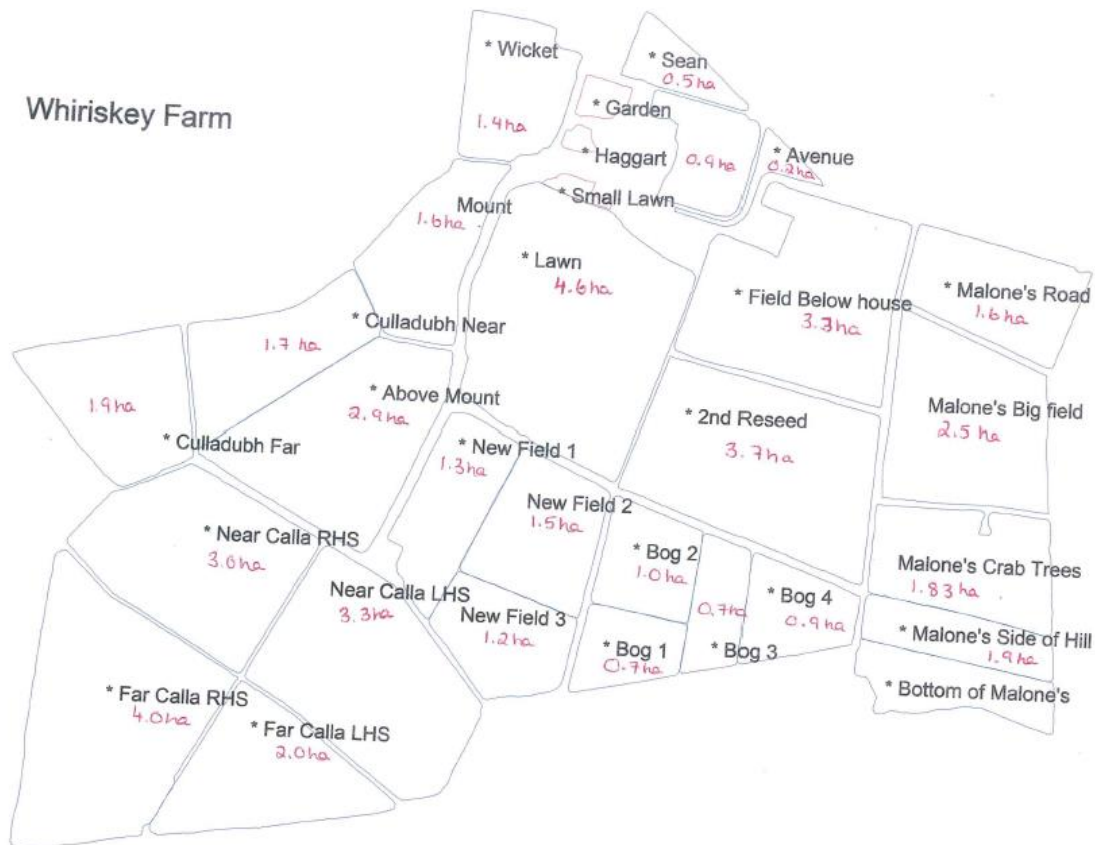 * Wicket
* Sean
0.5ha
Whiriskey Farm
1.4ha
* Garden
* Haggart
0.9ha
* Avenue
0.2ha
* Small Lawn
Mount
1.6ha
* Lawn
4.6ha
* Field Below house
3.3ha
* Malone's Road
1.6ha
* Culladubh Near
1.7 ha
1.9ha
* Culladubh Far
* Above Mount
2.9ha
* 2nd Reseed
3.7ha
Malone's Big field
2.5 ha
* New Field 1
1.3ha
New Field 2
1.5ha
* Near Calla RHS
3.0ha
Near Calla LHS
3.3ha
New Field 3
1.2ha
* Bog 2
1.0ha
0.7ha
* Bog 3
* Bog 4
0.9ha
* Bog 1
0.7ha
Malone's Crab Trees
1.83 ha
* Malone's Side of Hill
1.9ha
* Bottom of Malone's
* Far Calla RHS
4.0ha
* Far Calla LHS
2.0ha